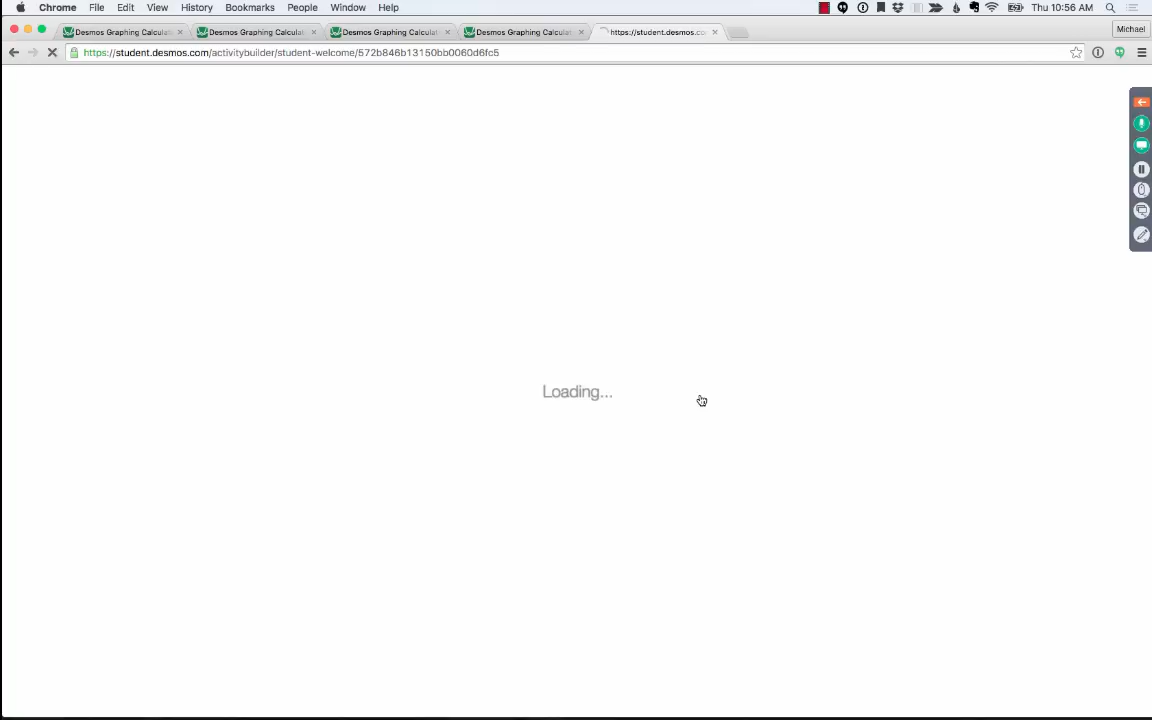 Chrome File Edit View History Bookmarks People Window Help Thu 10:56 AM
Desmos Graphing Calculat Desmos Graphing Calculat Desmos Graphing Calculat Desmos Graphing Calculat https://student.desmos.co Michael
https://student.desmos.com/activitybuilder/student-welcome/572b846b13150bb0060d6fc5
Loading...